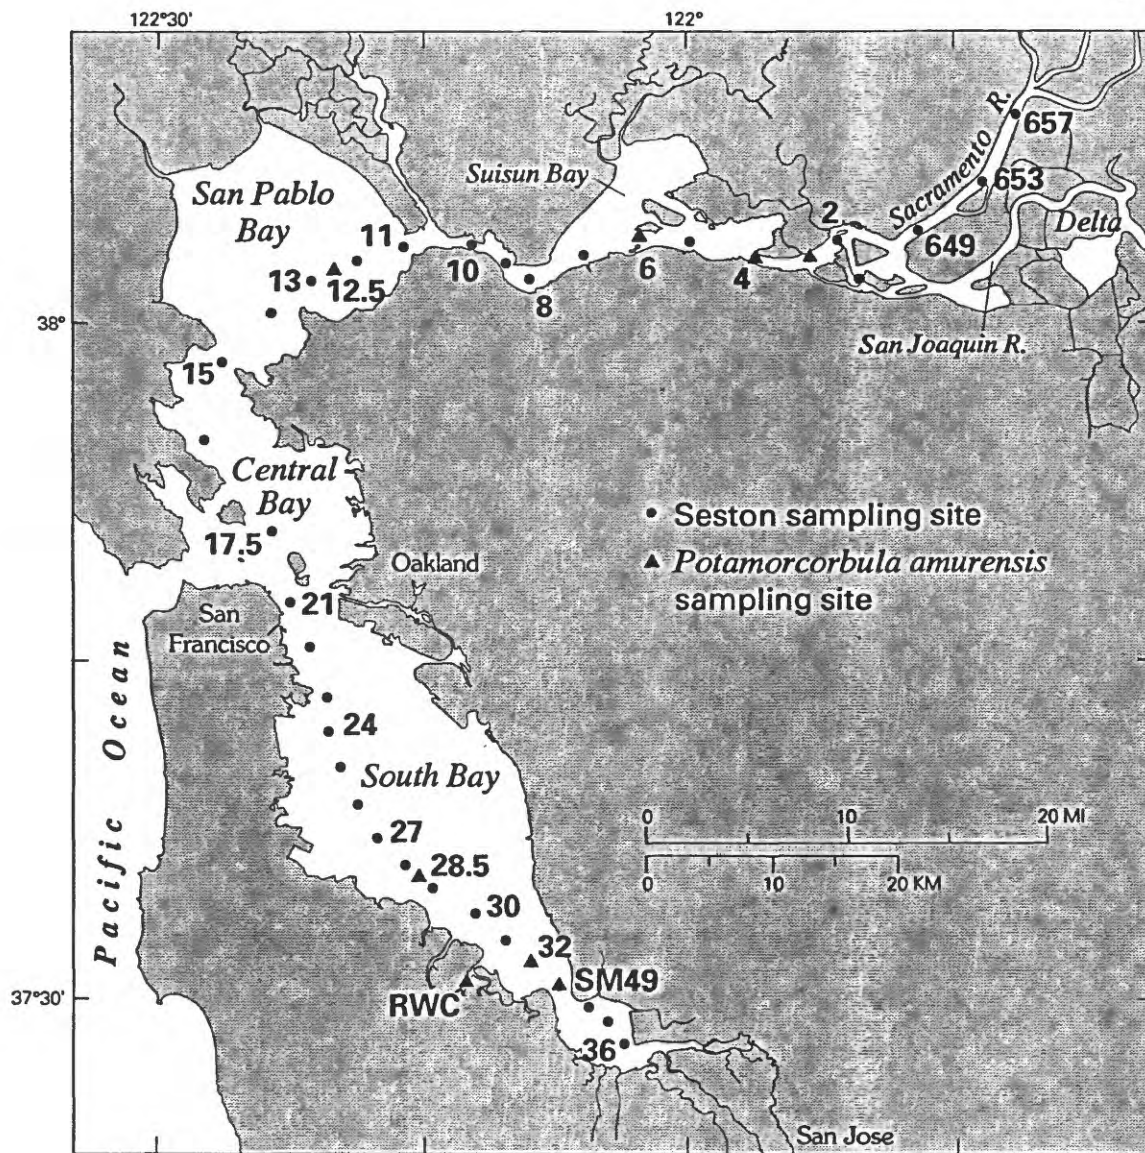 122°30'
122°
Sacramento R.
657
Suisun Bay
653
San Pablo
Bay
2
Delta
11
649
10
6
4
13
12.5
8
38°
San Joaquin R.
15
Central
Bay
• Seston sampling site
17.5
Oakland
▲ Potamorcorbula amurensis
sampling site
21
San
Francisco
Pacific Ocean
24
South Bay
0 10 20 MI
27
28.5
0 10 20 KM
30
32
SM49
RWC
37°30'
36
San Jose